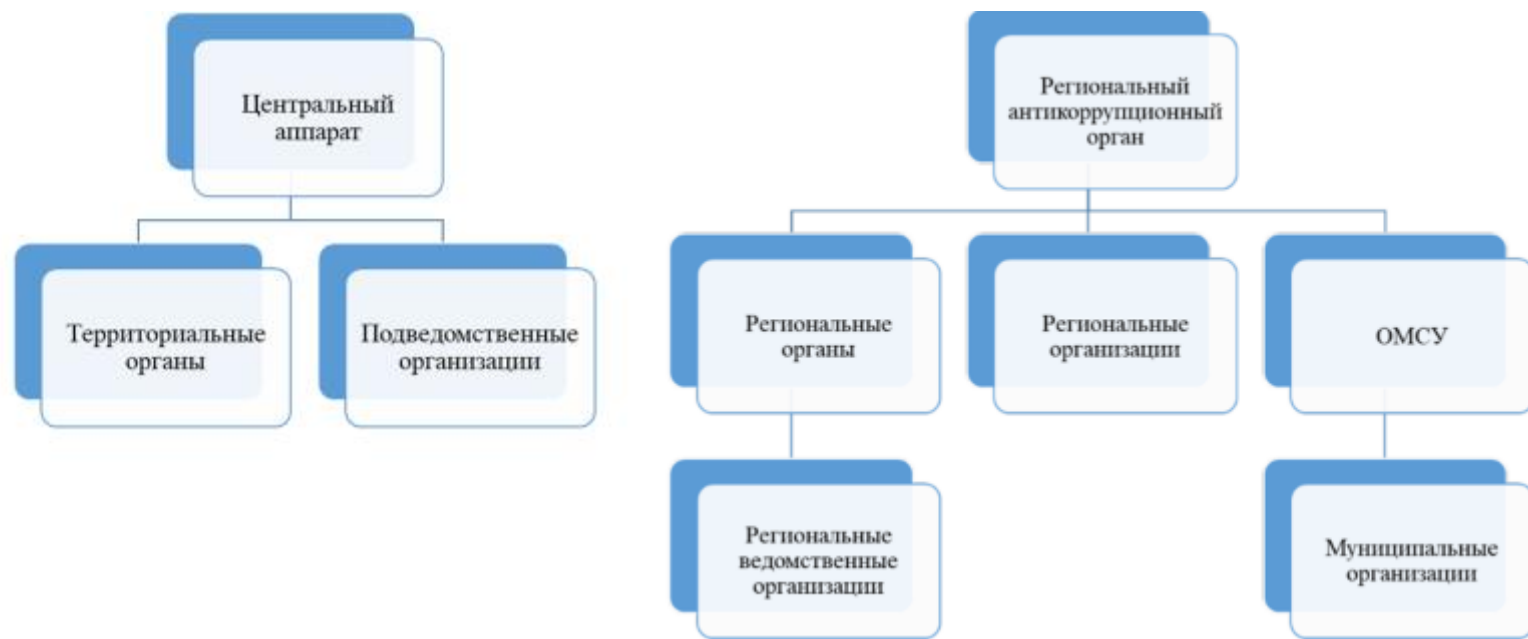 Центральный
аппарат
Территориальные
органы
Подведомственные
организации
Региональный
антикоррупционный
орган
Региональные
органы
Региональные
организации
ОМСУ
Региональные
ведомственные
организации
Муниципальные
организации